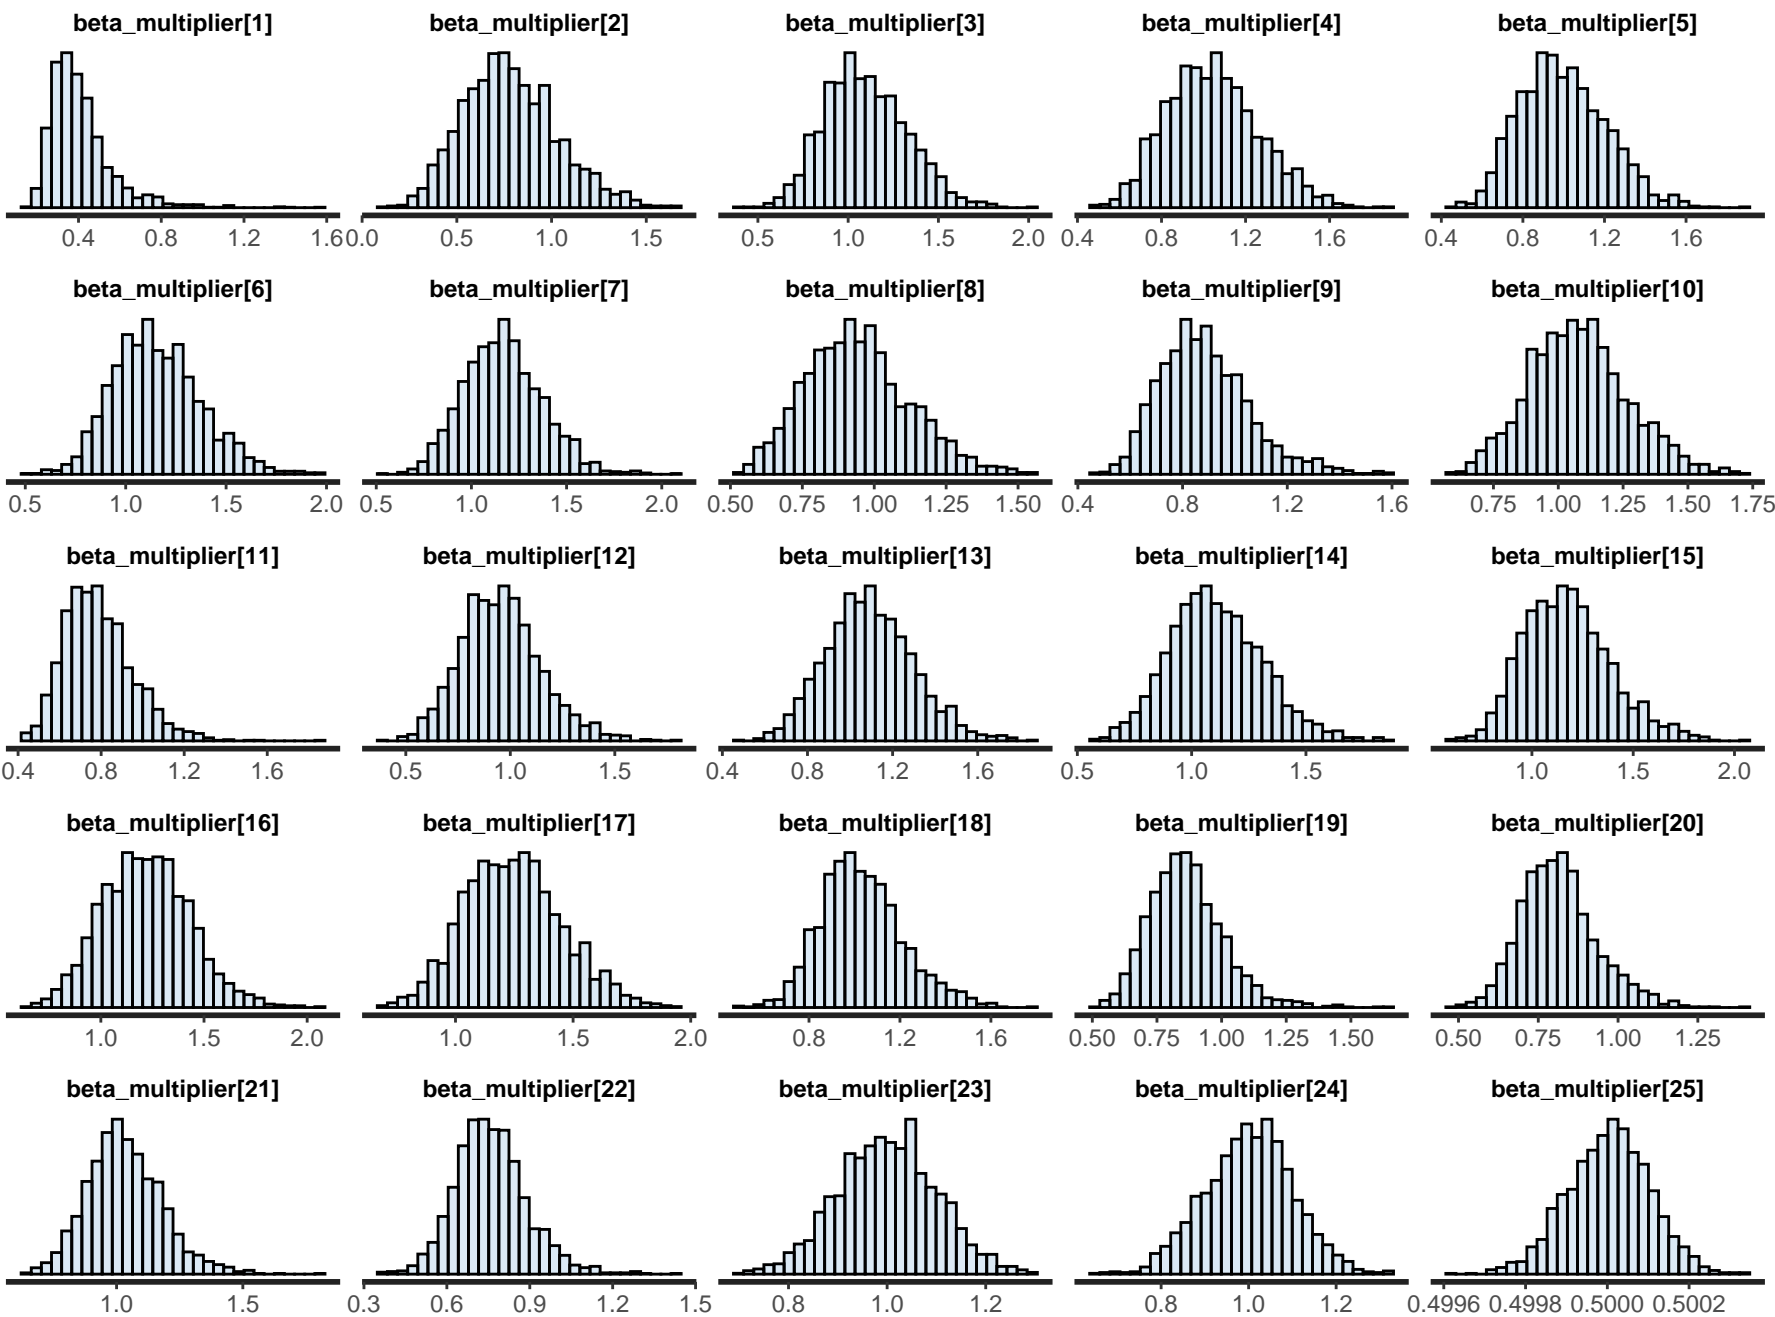 beta_multiplier[1] beta_multiplier[2] beta_multiplier[3] beta_multiplier[4] beta_multiplier[5]
0.4 0.8 1.2 1.6 0.0 0.5 1.0 1.5 0.5 1.0 1.5 2.0 0.4 0.8 1.2 1.6 0.4 0.8 1.2 1.6
beta_multiplier[6] beta_multiplier[7] beta_multiplier[8] beta_multiplier[9] beta_multiplier[10]
0.5 1.0 1.5 2.0 0.5 1.0 1.5 2.0 0.50 0.75 1.00 1.25 1.50 0.4 0.8 1.2 1.6 0.75 1.00 1.25 1.50 1.75
beta_multiplier[11] beta_multiplier[12] beta_multiplier[13] beta_multiplier[14] beta_multiplier[15]
0.4 0.8 1.2 1.6 0.5 1.0 1.5 0.4 0.8 1.2 1.6 0.5 1.0 1.5 1.0 1.5 2.0
beta_multiplier[16] beta_multiplier[17] beta_multiplier[18] beta_multiplier[19] beta_multiplier[20]
1.0 1.5 2.0 1.0 1.5 2.0 0.8 1.2 1.6 0.50 0.75 1.00 1.25 1.50 0.50 0.75 1.00 1.25
beta_multiplier[21] beta_multiplier[22] beta_multiplier[23] beta_multiplier[24] beta_multiplier[25]
1.0 1.5 0.3 0.6 0.9 1.2 1.5 0.8 1.0 1.2 0.8 1.0 1.2 0.4996 0.4998 0.5000 0.5002